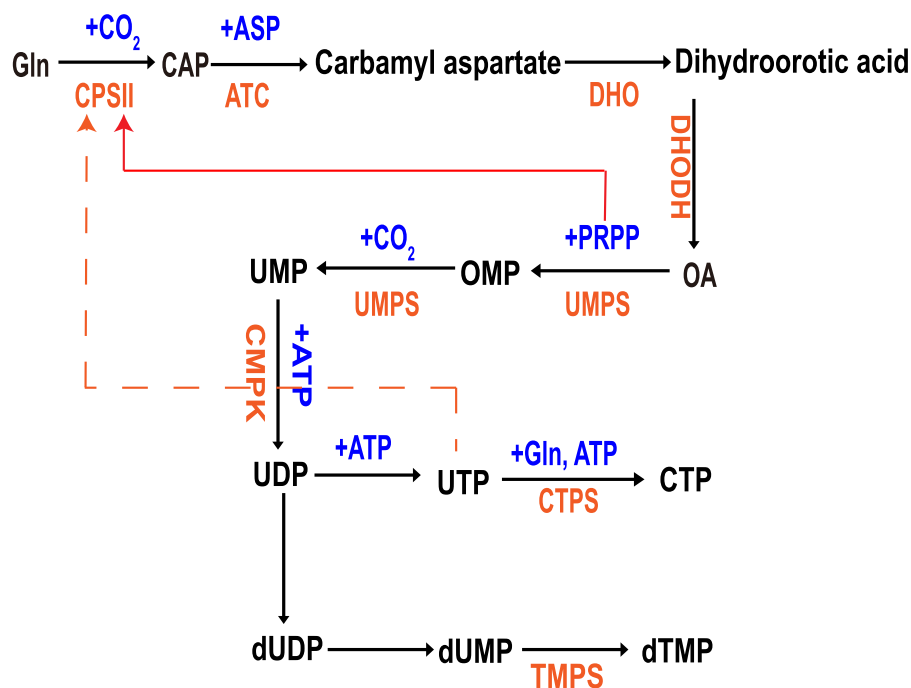 +CO2 +ASP
Gln CAP Carbamyl aspartate Dihydroorotic acid
CPSII ATC DHO
DHODH
+CO2 +PRPP
UMP OMP OA
UMPS UMPS
CMPK +ATP
+ATP +Gln, ATP
UDP UTP CTP
CTPS
dUDP dUMP dTMP
TMPS